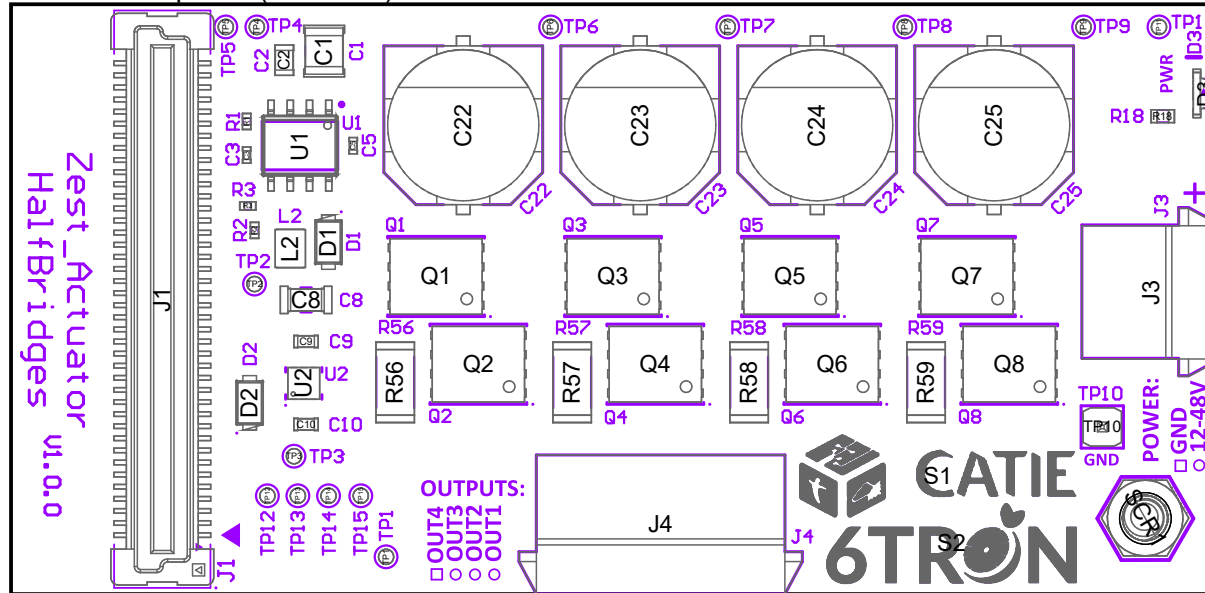 TP5
TP4
TP6
TP7
TP8
TP9
TP1
D3
PWR
C2
C2
C1
C1
C22
C23
C24
C25
R18
R18
R1
U1
U1
C5
C3
R3
R2
L2
L2
D1
D1
C22
C23
C24
C25
J3
+
J3
Q1
Q3
Q5
Q7
Q1
Q3
Q5
Q7
TP2
TP2
C8
C8
J1
Zest_Actuator
HalfBridges
V1.0.0
C9
C9
R56
R57
R58
R59
R56
R57
R58
R59
Q2
Q4
Q6
Q8
Q2
Q4
Q6
Q8
D2
D2
U2
U2
C10
C10
TP3
TP3
TP10
TP10
GND
POWER:
GND
12-48V
TP12
TP13
TP14
TP15
TP1
J1
OUTPUTS:
OUT4
OUT3
OUT2
OUT1
J4
J4
S1
CATIE
S2
6TRON
SCR1